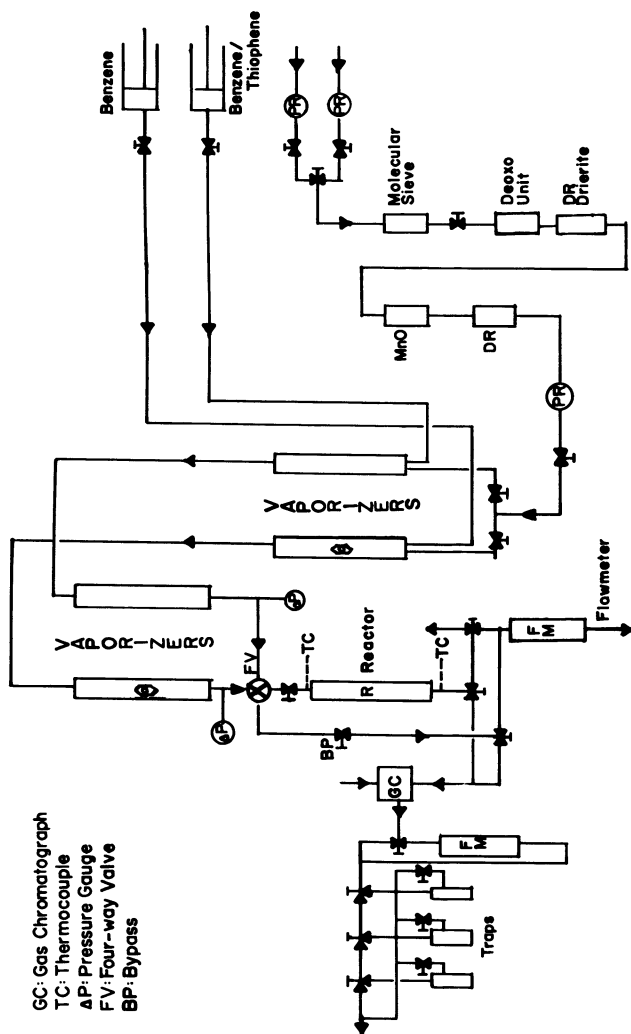 GC: Gas Chromatograph
TC: Thermocouple
ΔP: Pressure Gauge
FV: Four-way Valve
BP: Bypass
Benzene
Benzene/
Thiophene
PR
PR
Molecular
Sieve
Deoxo
Unit
DR
Drierite
MnO
DR
PR
VAPORIZERS
VAPORIZERS
ΔP
ΔP
FV
TC
R
Reactor
TC
BP
GC
FM
Flowmeter
FM
Traps